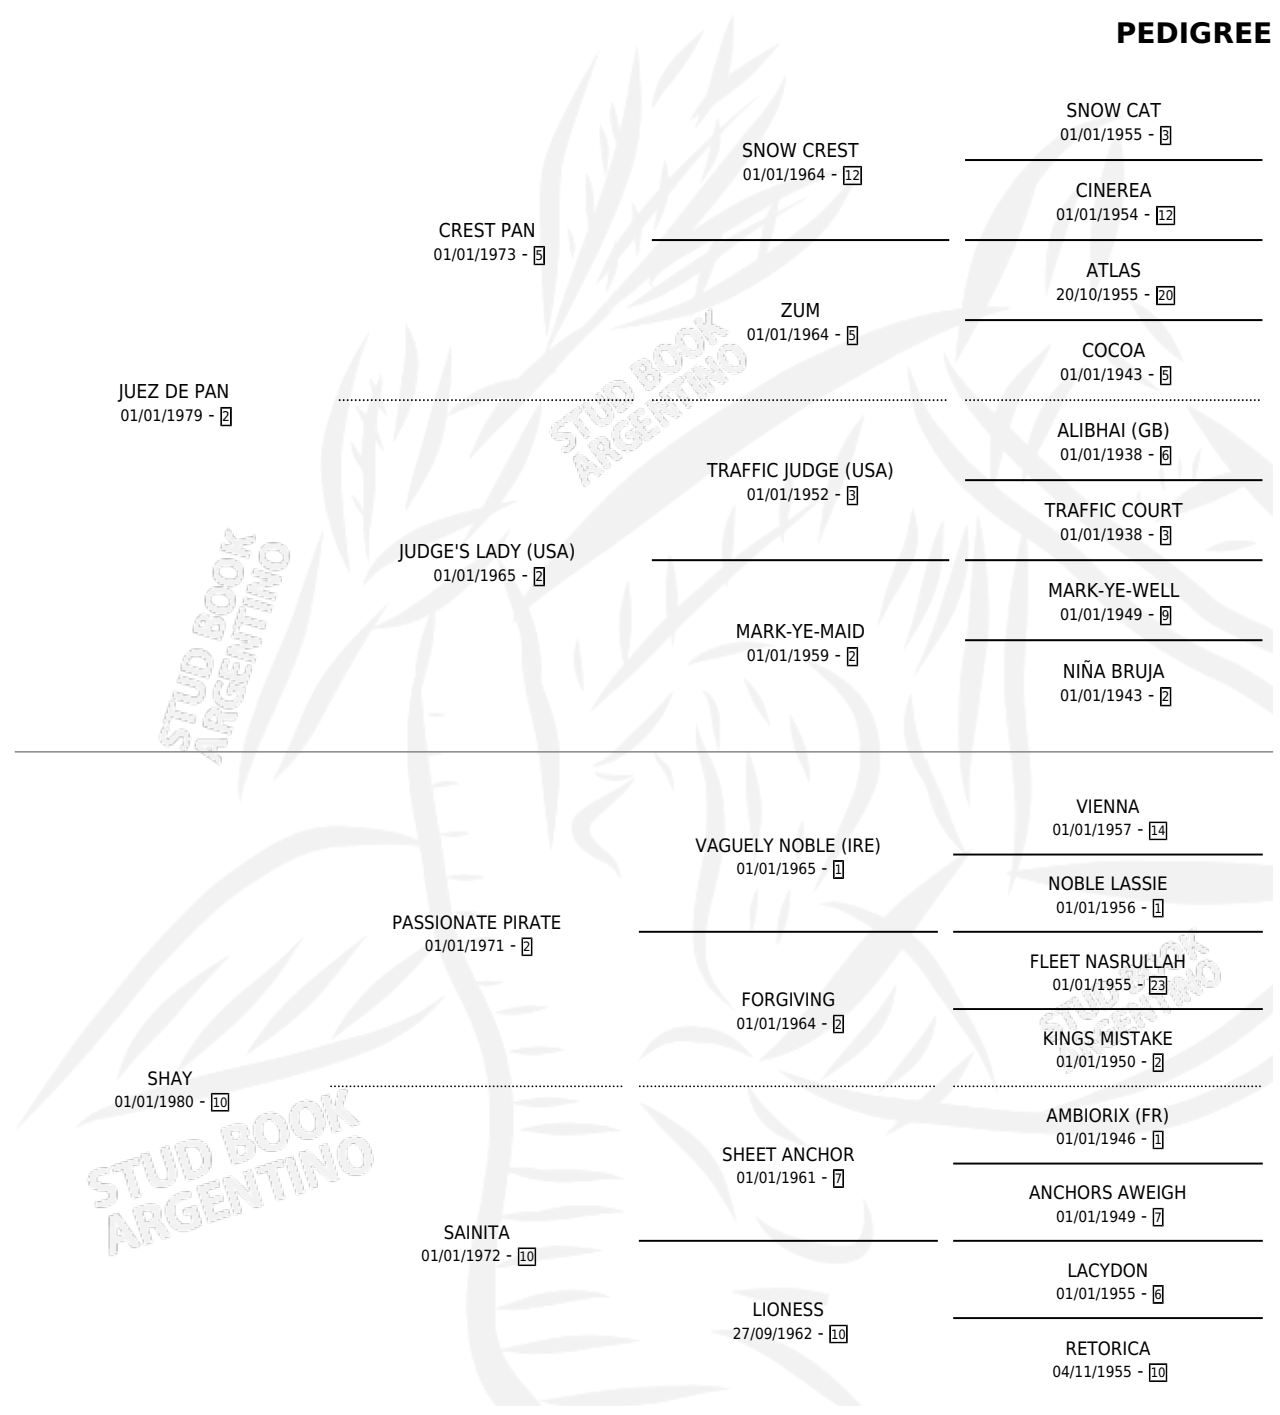 PEDIGREE
SNOW CAT
01/01/1955 - 3
SNOW CREST
01/01/1964 - 12
CINEREA
01/01/1954 - 12
CREST PAN
01/01/1973 - 5
ATLAS
20/10/1955 - 20
ZUM
01/01/1964 - 5
COCOA
01/01/1943 - 5
JUEZ DE PAN
01/01/1979 - 2
ALIBHAI (GB)
01/01/1938 - 6
TRAFFIC JUDGE (USA)
01/01/1952 - 3
TRAFFIC COURT
01/01/1938 - 3
JUDGE'S LADY (USA)
01/01/1965 - 2
MARK-YE-WELL
01/01/1949 - 9
MARK-YE-MAID
01/01/1959 - 2
NIÑA BRUJA
01/01/1943 - 2
VIENNA
01/01/1957 - 14
VAGUELY NOBLE (IRE)
01/01/1965 - 1
NOBLE LASSIE
01/01/1956 - 1
PASSIONATE PIRATE
01/01/1971 - 2
FLEET NASRULLAH
01/01/1955 - 23
FORGIVING
01/01/1964 - 2
KINGS MISTAKE
01/01/1950 - 2
SHAY
01/01/1980 - 10
AMBIORIX (FR)
01/01/1946 - 1
SHEET ANCHOR
01/01/1961 - 7
ANCHORS AWEIGH
01/01/1949 - 7
SAINITA
01/01/1972 - 10
LACYDON
01/01/1955 - 6
LIONESS
27/09/1962 - 10
RETORICA
04/11/1955 - 10
STUD BOOK
ARGENTINO
STUD BOOK
ARGENTINO
STUD BOOK
ARGENTINO
STUD BOOK
ARGENTINO